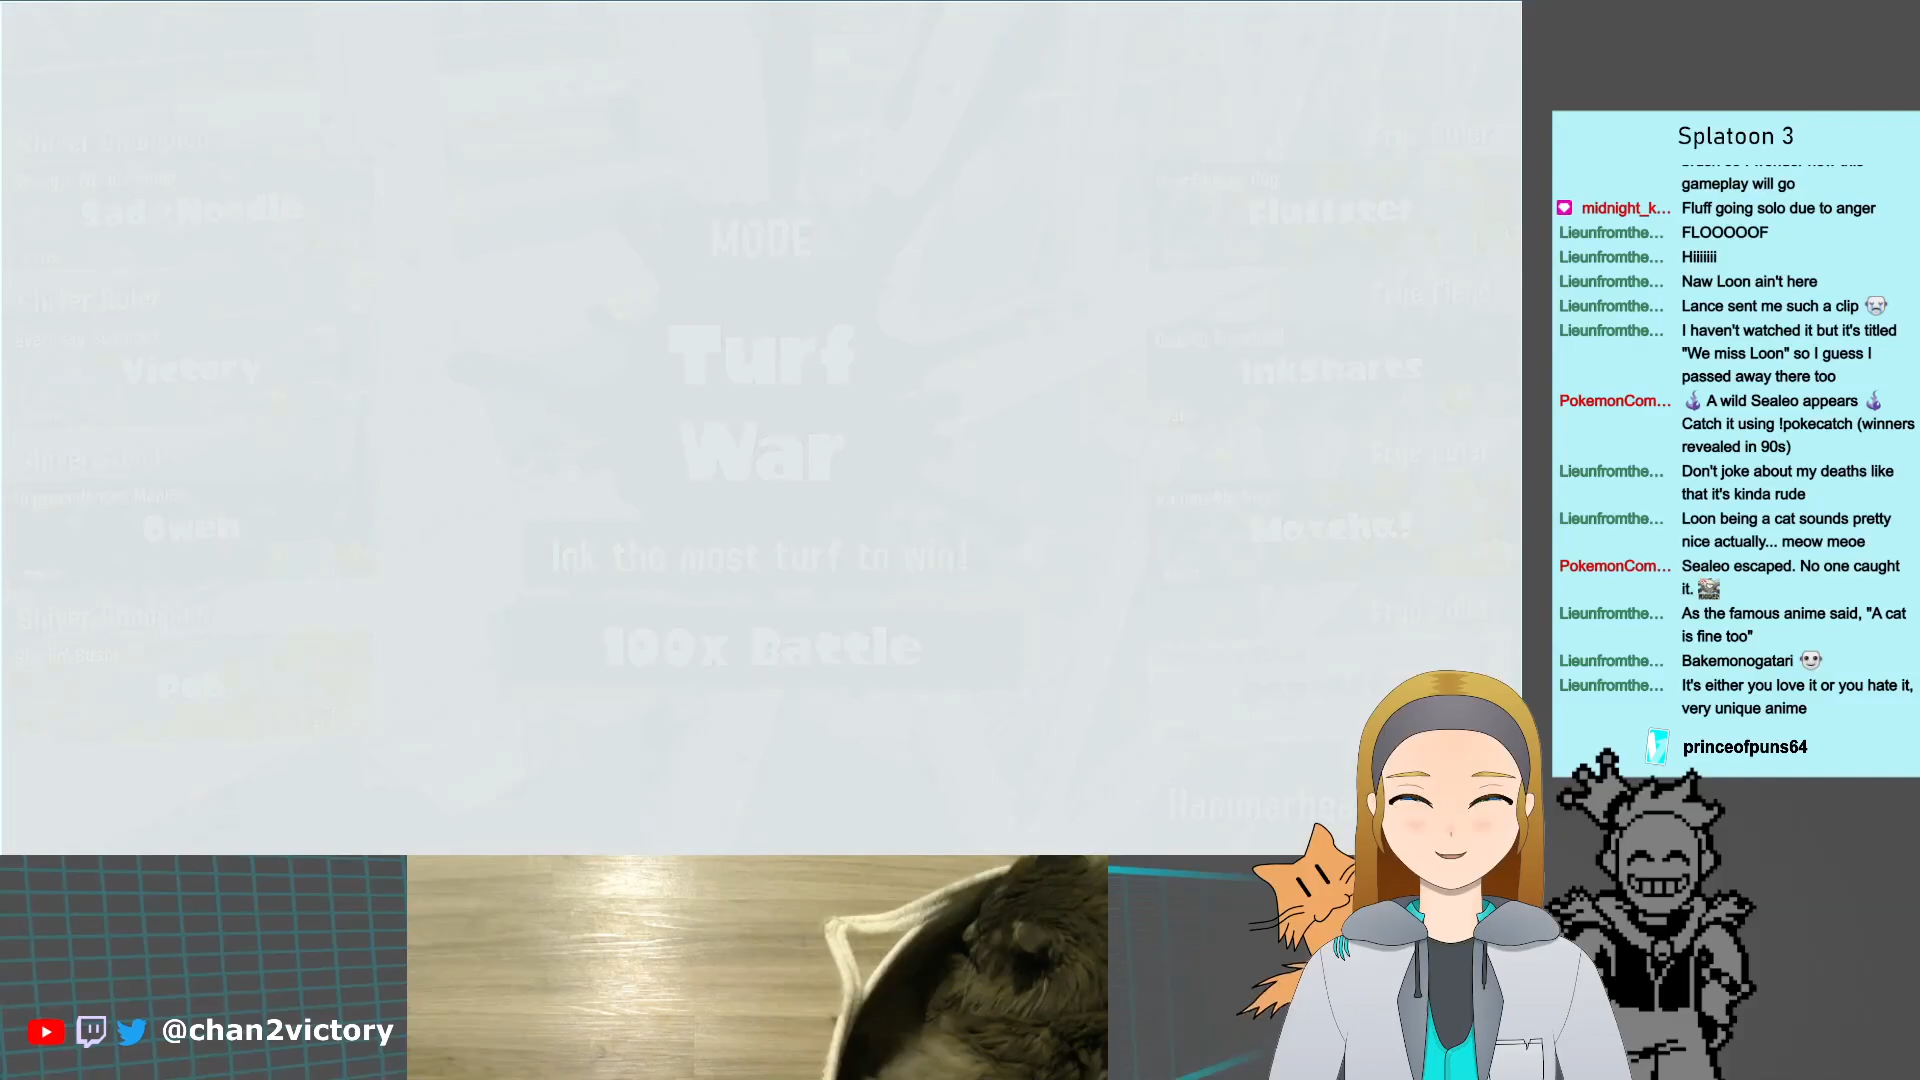 Sad◇Noodle
Victory
Owen
MODE
Turf
War
Ink the most turf to win!
100x Battle
Fluffster
Inkshares
Splatoon 3
gameplay will go
midnight_k... Fluff going solo due to anger
Lieunfromthe... FLOOOOOF
Lieunfromthe... Hiiiiiii
Lieunfromthe... Naw Loon ain't here
Lieunfromthe... Lance sent me such a clip
Lieunfromthe... I haven't watched it but it's titled
"We miss Loon" so I guess I
passed away there too
PokemonCom... A wild Sealeo appears
Catch it using !pokecatch (winners
revealed in 90s)
Lieunfromthe... Don't joke about my deaths like
that it's kinda rude
Lieunfromthe... Loon being a cat sounds pretty
nice actually... meow meoe
PokemonCom... Sealeo escaped. No one caught
it.
Lieunfromthe... As the famous anime said, "A cat
is fine too"
Lieunfromthe... Bakemonogatari
Lieunfromthe... It's either you love it or you hate it,
very unique anime
princeofpuns64
@chan2victory